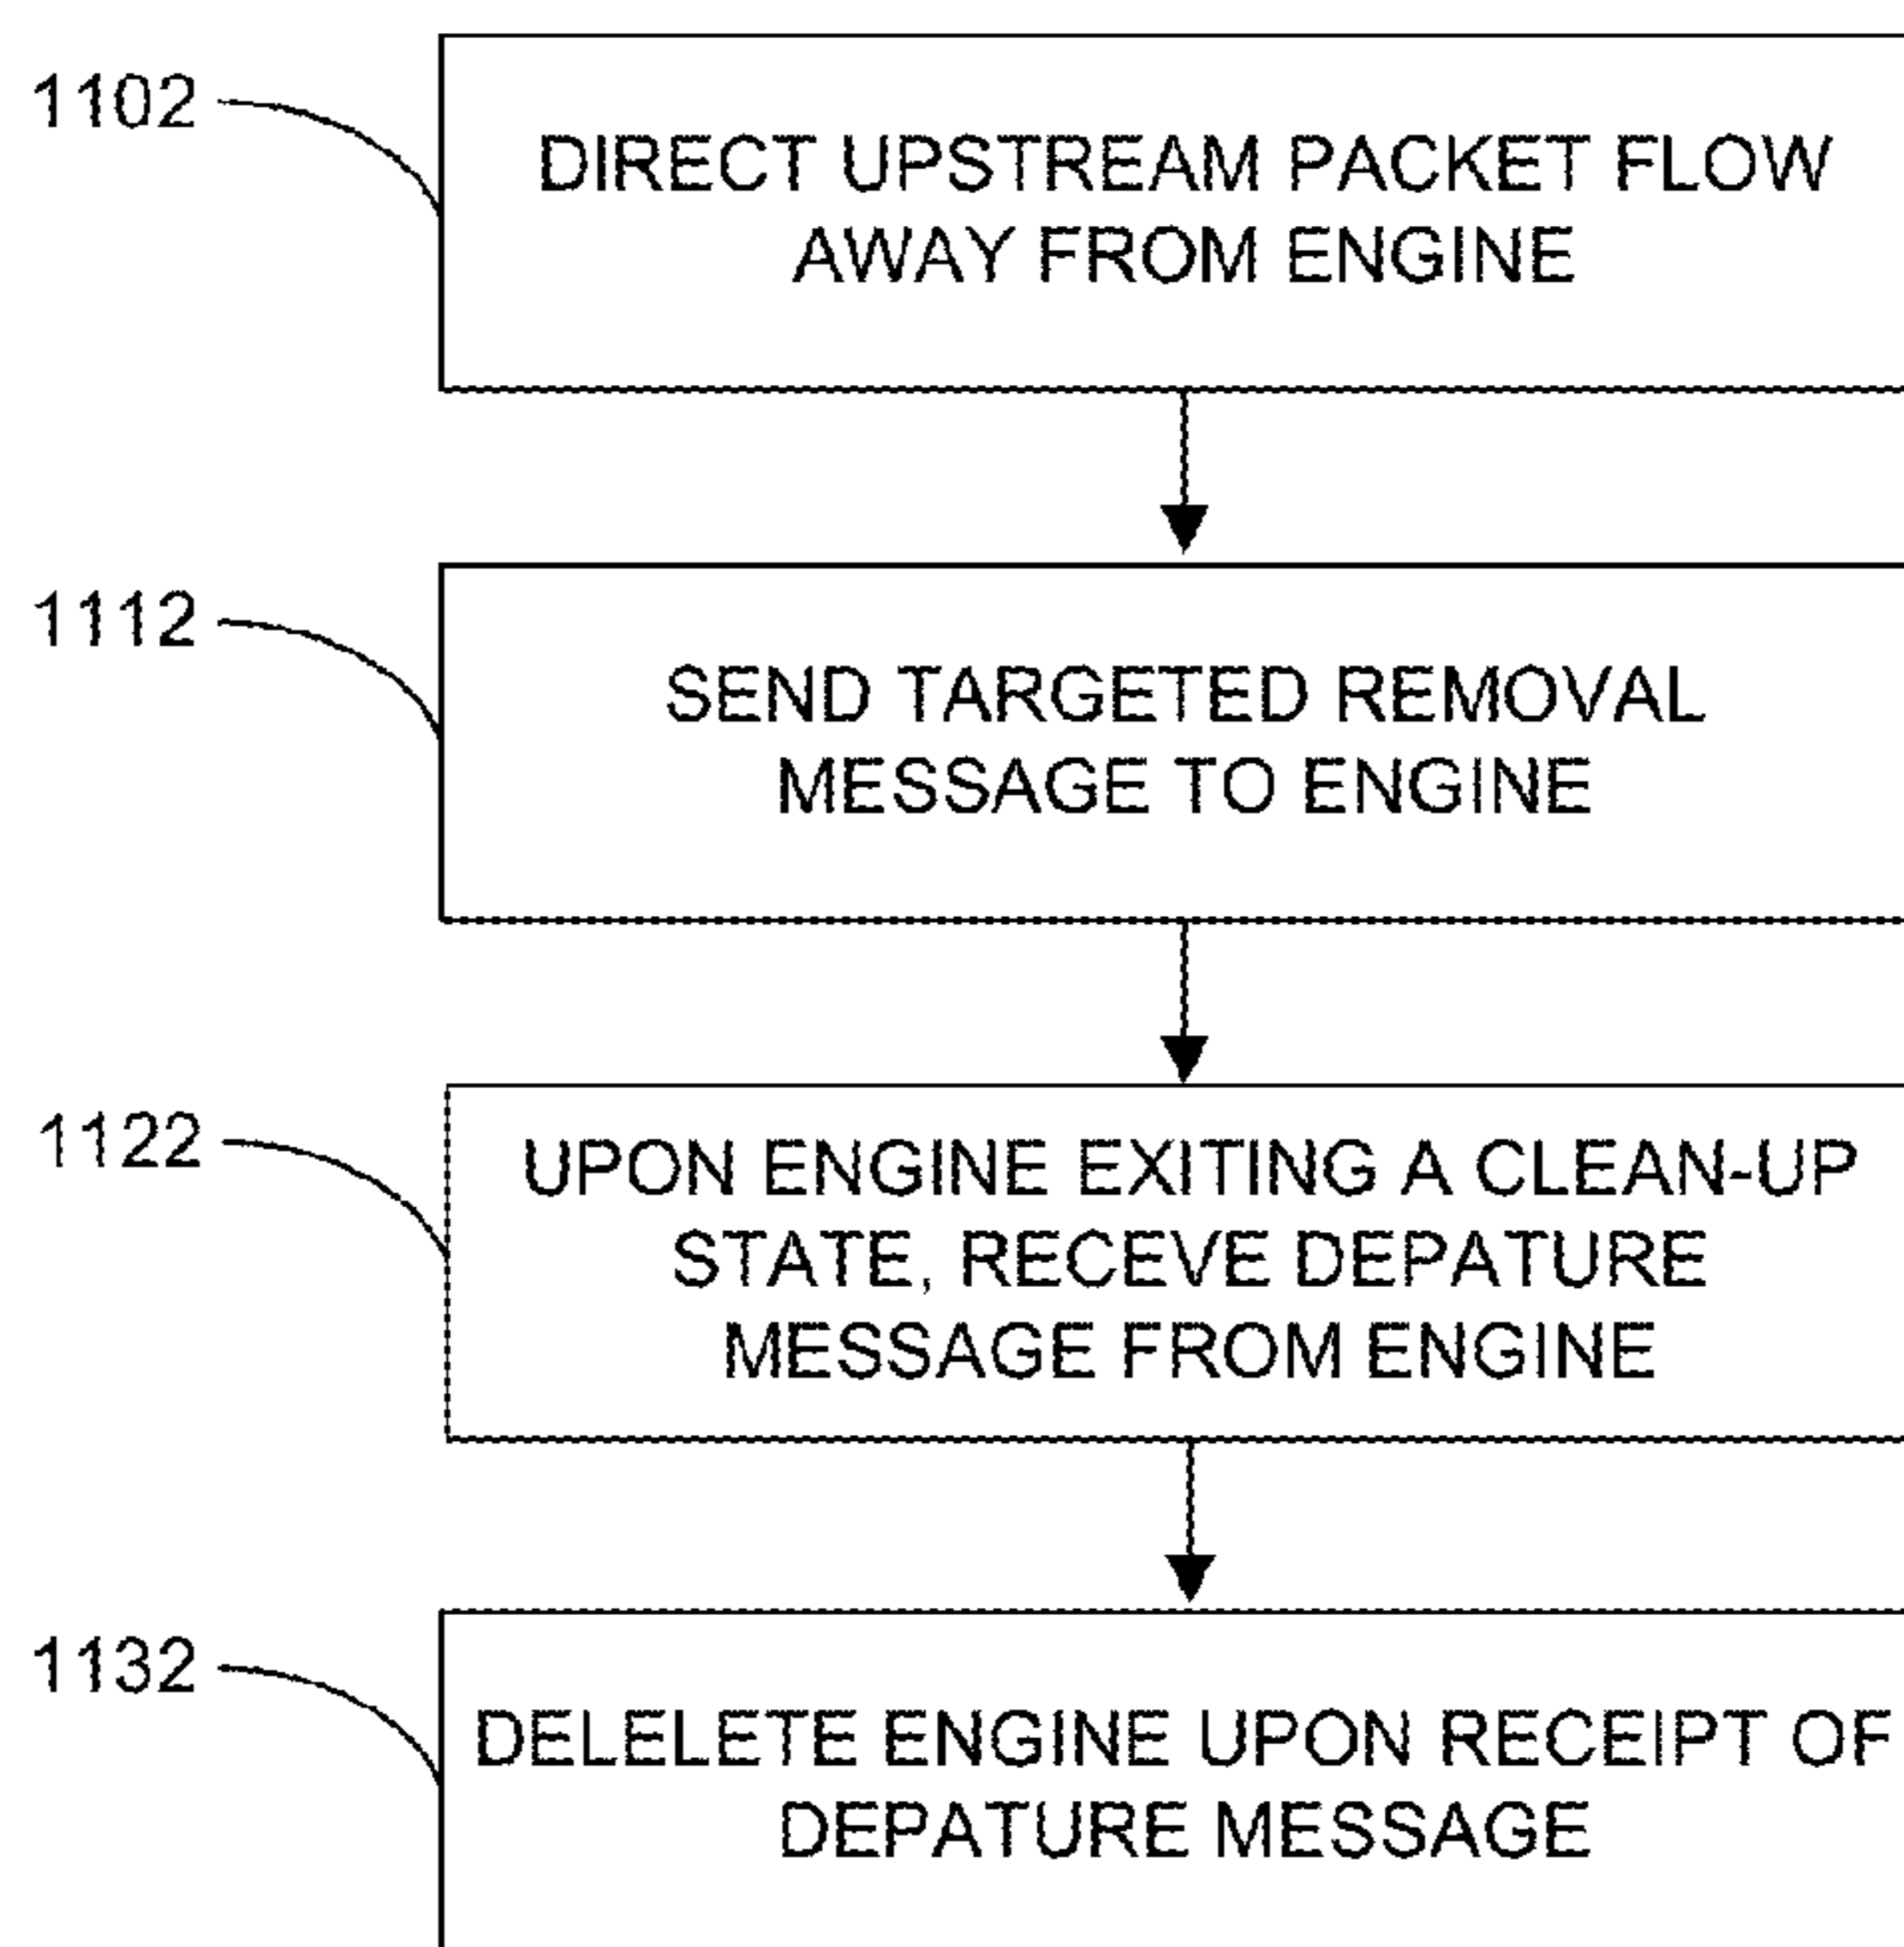 1102
DIRECT UPSTREAM PACKET FLOW
AWAY FROM ENGINE
1112
SEND TARGETED REMOVAL
MESSAGE TO ENGINE
1122
UPON ENGINE EXITING A CLEAN-UP
STATE, RECEVE DEPATURE
MESSAGE FROM ENGINE
1132
DELELETE ENGINE UPON RECEIPT OF
DEPATURE MESSAGE